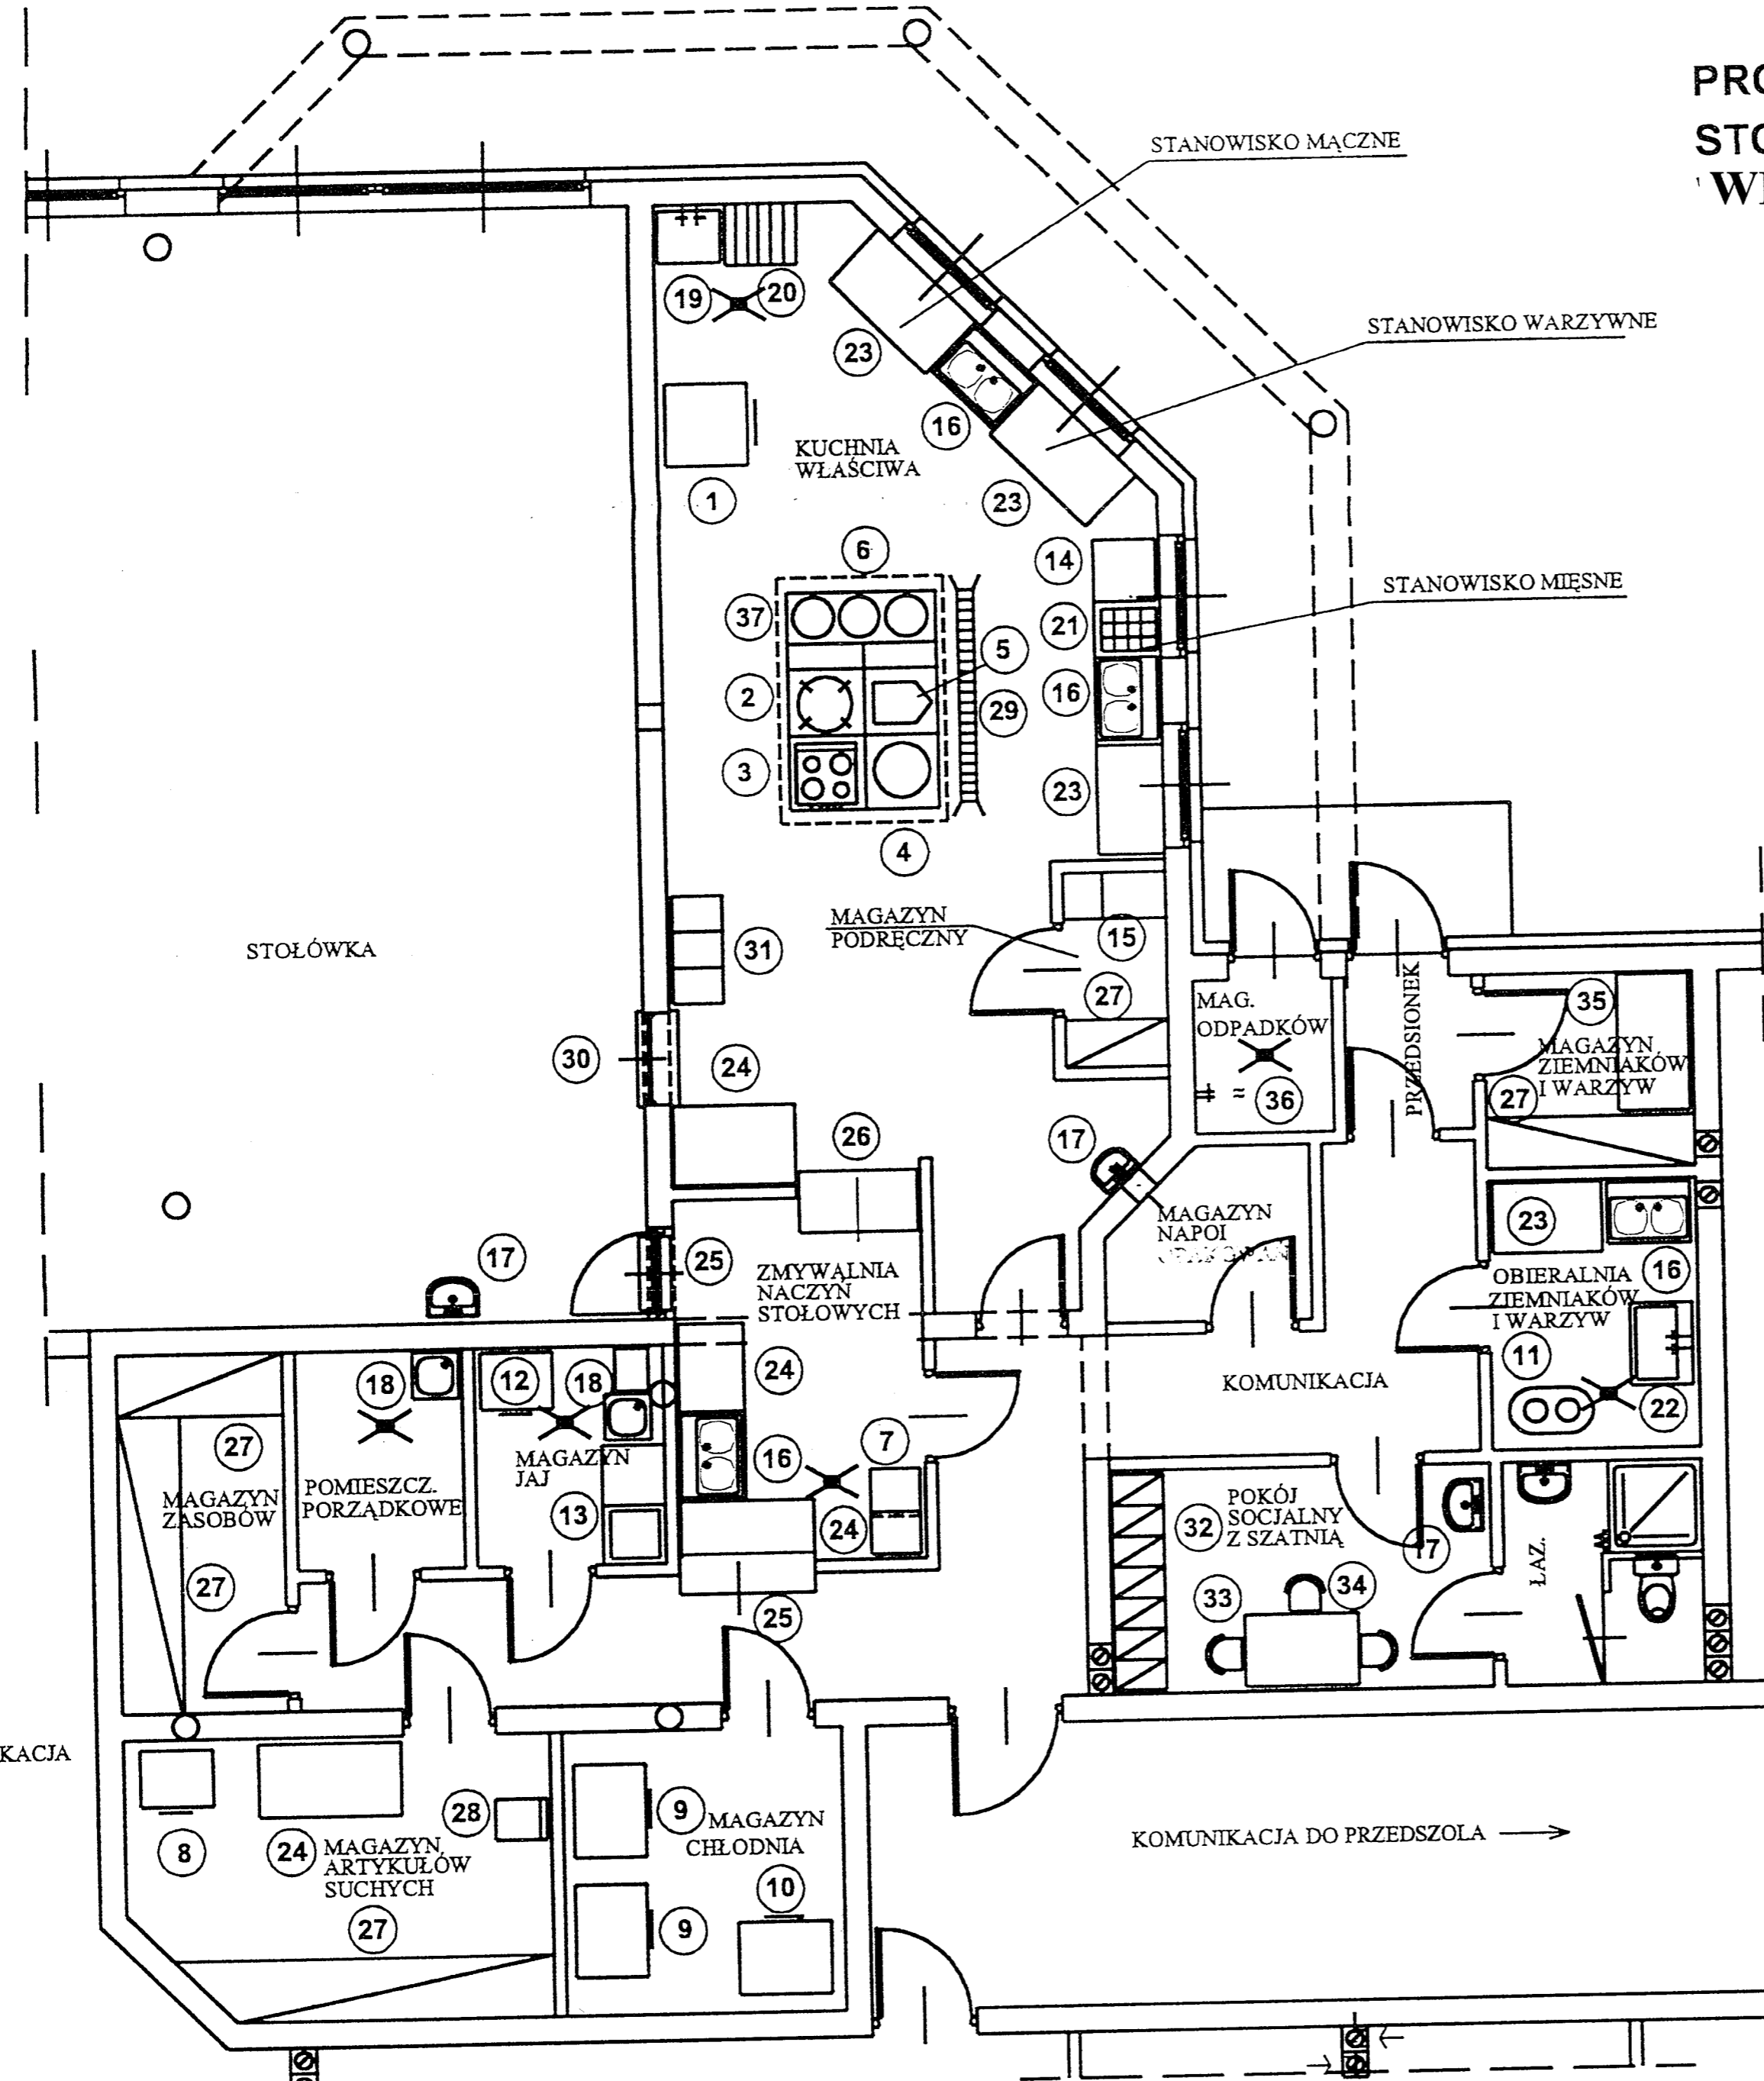 STANOWISKO MĄCZNE
19
20
STANOWISKO WARZYWNE
23
16
KUCHNIA
WŁAŚCIWA
1
23
6
14
STANOWISKO MIĘSNE
37
21
5
2
16
29
3
23
4
MAGAZYN
PODRĘCZNY
STOŁÓWKA
31
15
27
MAG.
ODPADKÓW
PRZEDSIONEK
35
MAGAZYN
ZIEMNIAKÓW
I WARZYW
30
24
36
27
26
17
MAGAZYN
NAPOI
23
17
25
ZMYWALNIA
NACZYŃ
STOŁOWYCH
OBIERALNIA
ZIEMNIAKÓW
I WARZYW
16
18
12
18
24
KOMUNIKACJA
11
22
27
MAGAZYN
ZASOBÓW
POMIESZCZ.
PORZĄDKOWE
MAGAZYN
JAJ
16
7
13
24
32
POKÓJ
SOCJALNY
Z SZATNIĄ
17
ŁAZ.
27
25
33
34
KACJA
8
24
MAGAZYN
ARTYKUŁÓW
SUCHYCH
28
9
MAGAZYN
CHŁODNIA
KOMUNIKACJA DO PRZEDSZOLA
27
9
10